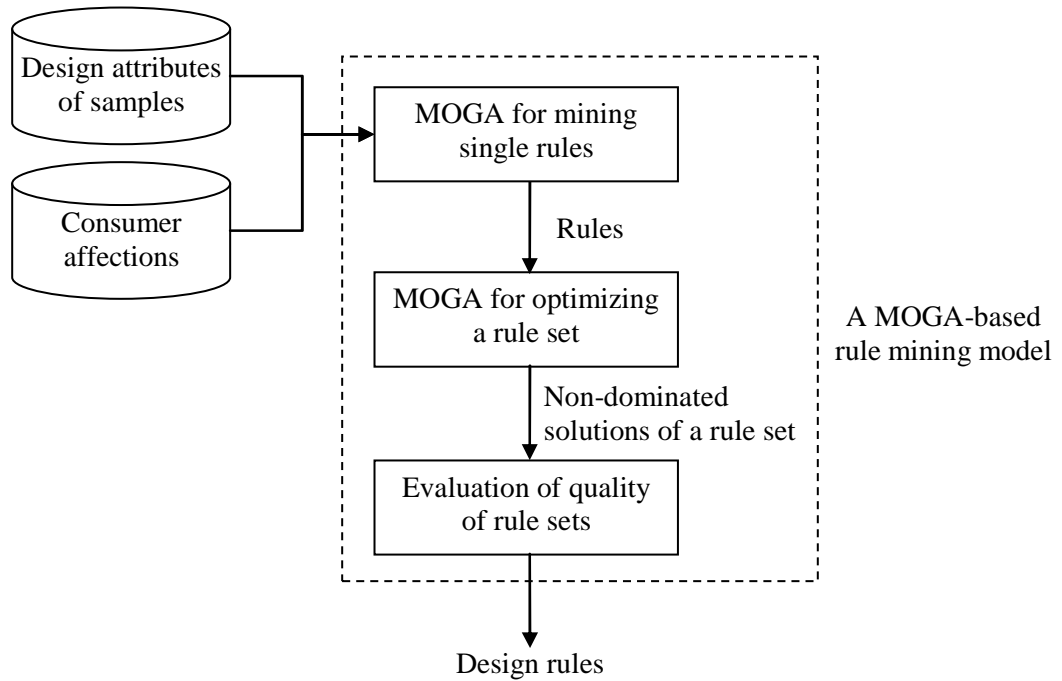 Design attributes
of samples
Consumer
affections
MOGA for mining
single rules
Rules
MOGA for optimizing
a rule set
Non-dominated
solutions of a rule set
Evaluation of quality
of rule sets
Design rules
A MOGA-based
rule mining model